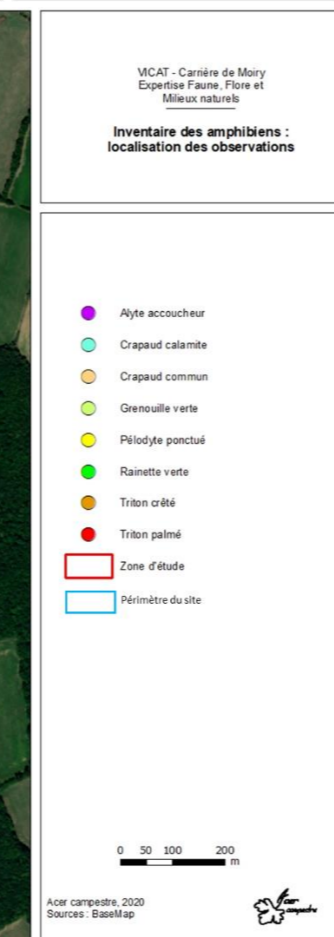 VICAT - Carrière de Moiry
Expertise Faune, Flore et
Milieux naturels
Inventaire des amphibiens :
localisation des observations
Alyte accoucheur
Crapaud calamite
Crapaud commun
Grenouille verte
Pélodyte ponctué
Rainette verte
Triton crêté
Triton palmé
Zone d'étude
Périmètre du site
0 50 100 200
m
Acer campestre, 2020
Sources : BaseMap
Acer
campestre